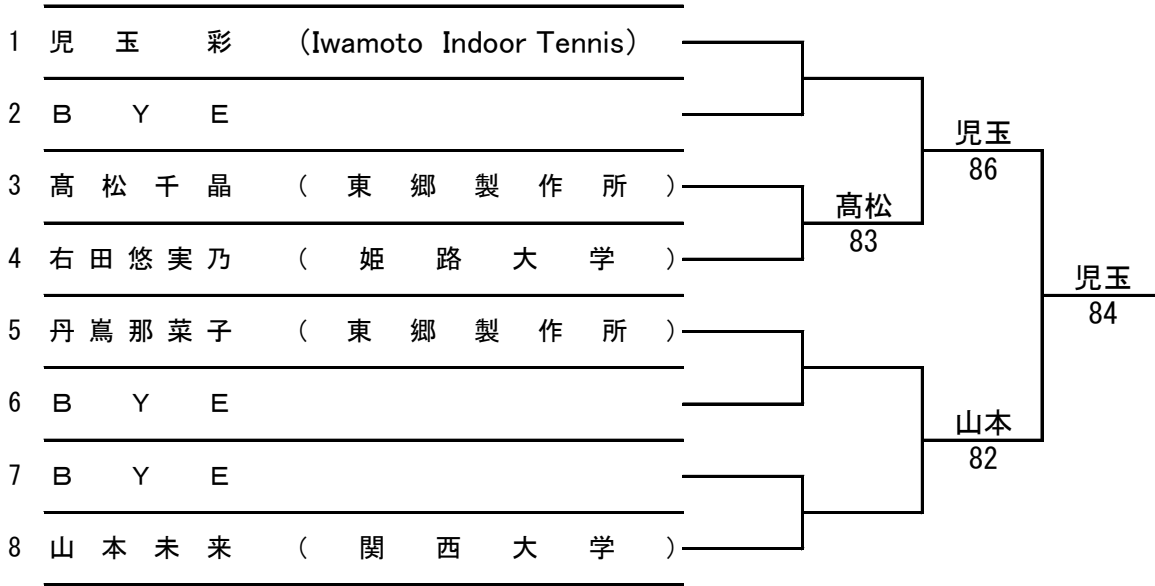 1 児玉 彩 (Iwamoto Indoor Tennis)
2 ＢＹＥ
児玉
86
3 髙松千晶 (東郷製作所)
髙松
83
4 右田悠実乃 (姫路大学)
児玉
84
5 丹嶌那菜子 (東郷製作所)
6 ＢＹＥ
山本
82
7 ＢＹＥ
8 山本未来 (関西大学)